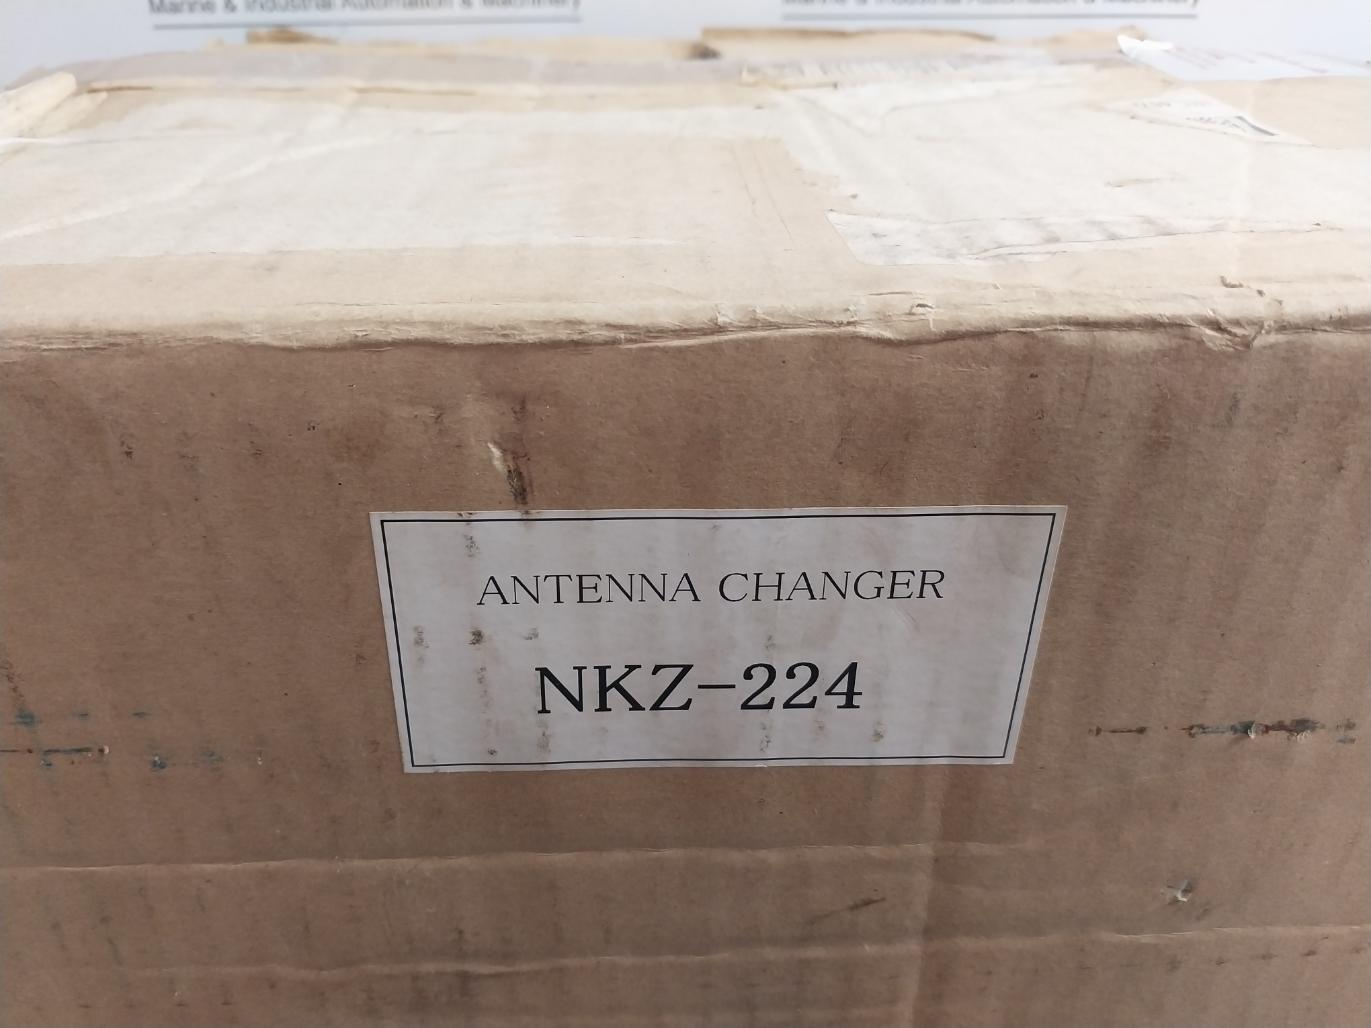 Marine & Industrial Automation & Machinery
Marine & Industrial Automation & Machinery
ANTENNA CHANGER
NKZ-224